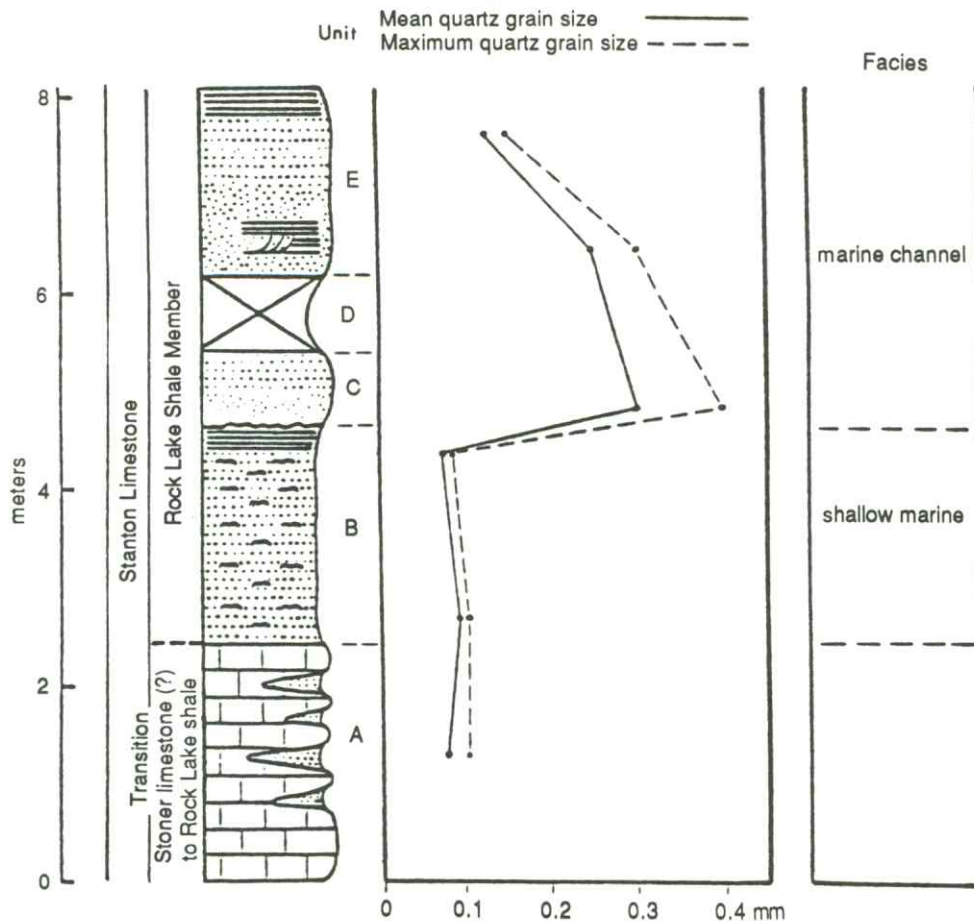 Unit
Mean quartz grain size
Maximum quartz grain size
Facies
8
6
4
2
0
meters
Stanton Limestone
Rock Lake Shale Member
Transition
Stoner limestone (?)
to Rock Lake shale
E
D
C
B
A
marine channel
shallow marine
0 0.1 0.2 0.3 0.4 mm